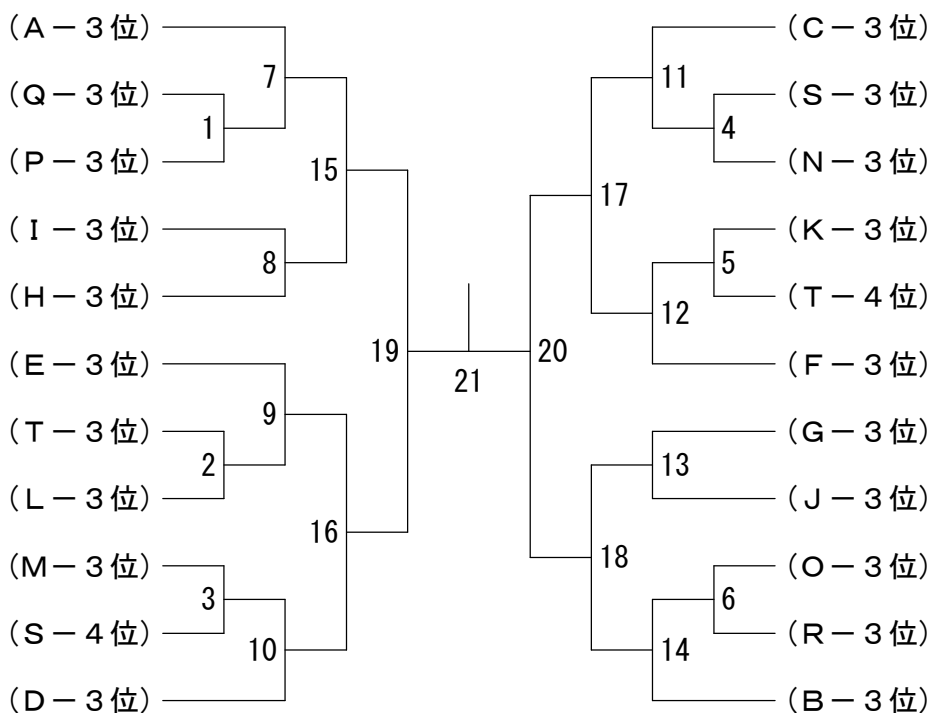 (A－3位)
(Q－3位)
(P－3位)
(I－3位)
(H－3位)
(E－3位)
(T－3位)
(L－3位)
(M－3位)
(S－4位)
(D－3位)
1
2
3
7
8
9
10
15
16
19
21
20
17
18
11
12
13
14
4
5
6
(C－3位)
(S－3位)
(N－3位)
(K－3位)
(T－4位)
(F－3位)
(G－3位)
(J－3位)
(O－3位)
(R－3位)
(B－3位)